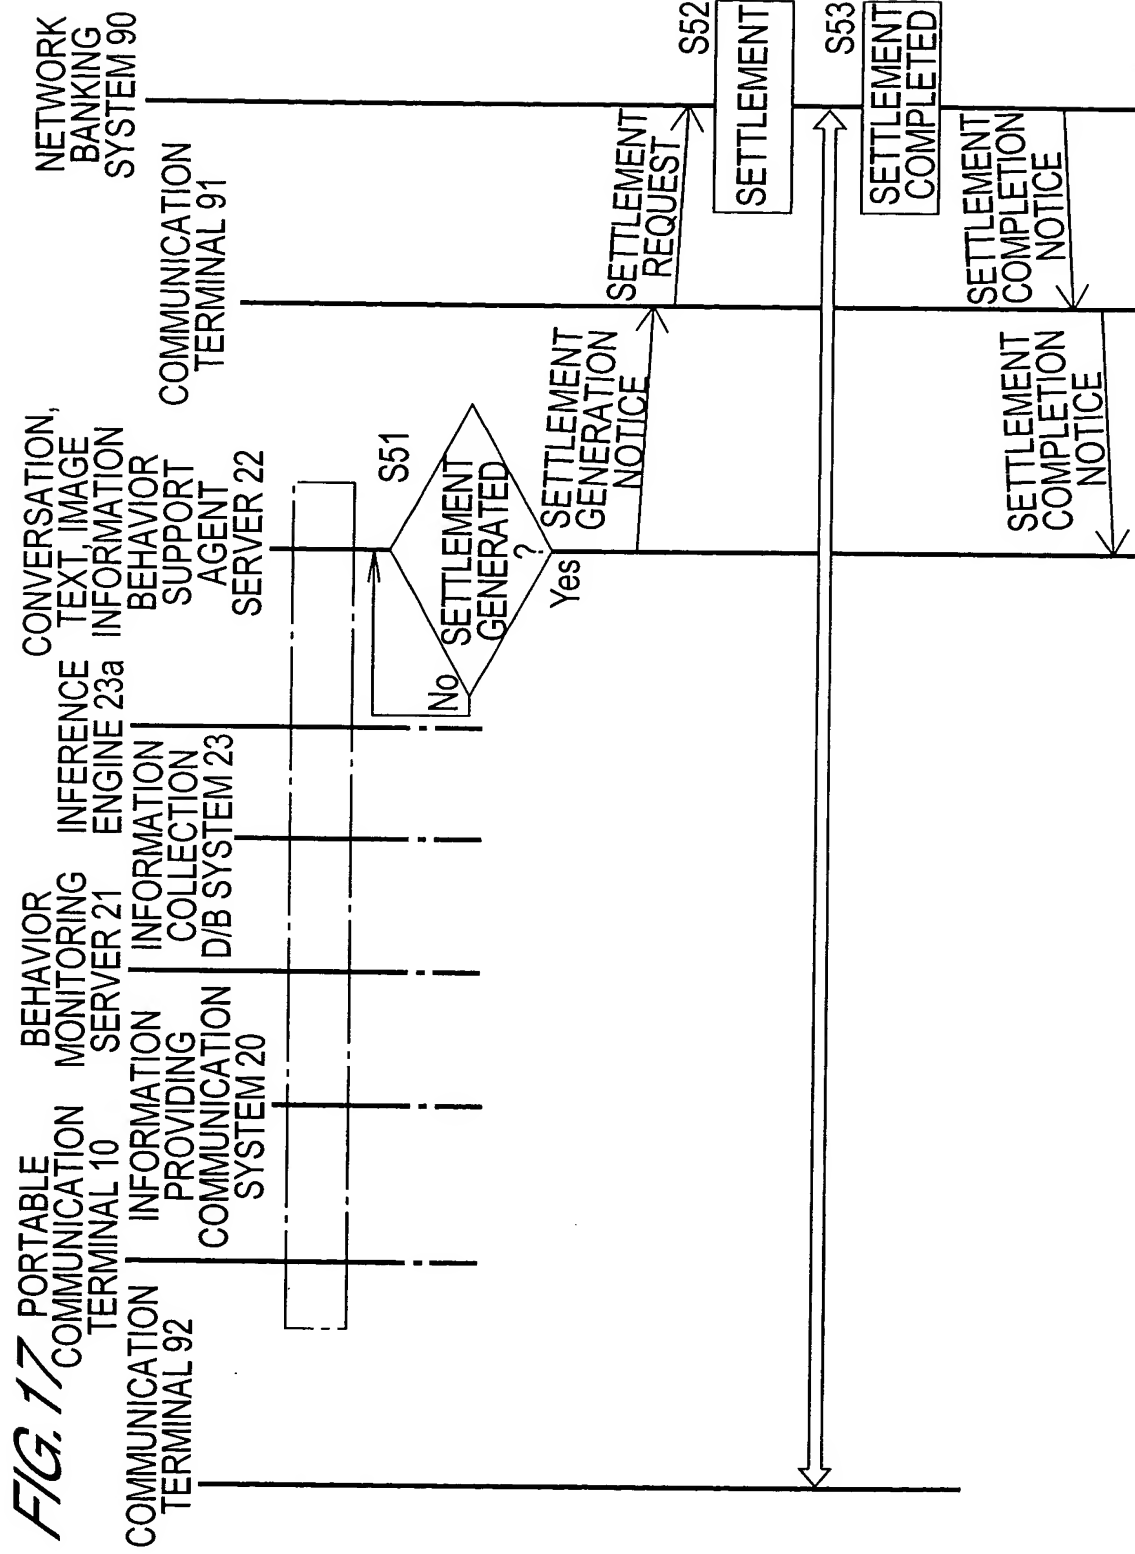 FIG. 17
COMMUNICATION
TERMINAL 92
PORTABLE
COMMUNICATION
TERMINAL 10
INFORMATION
PROVIDING
COMMUNICATION
SYSTEM 20
BEHAVIOR
MONITORING
SERVER 21
INFORMATION
COLLECTION
D/B SYSTEM 23
INFERENCE
ENGINE 23a
CONVERSATION,
TEXT, IMAGE
INFORMATION
BEHAVIOR
SUPPORT
AGENT
SERVER 22
COMMUNICATION
TERMINAL 91
NETWORK
BANKING
SYSTEM 90
S51
SETTLEMENT
GENERATED
?
No
Yes
SETTLEMENT
GENERATION
NOTICE
SETTLEMENT
REQUEST
S52
SETTLEMENT
S53
SETTLEMENT
COMPLETED
SETTLEMENT
COMPLETION
NOTICE
SETTLEMENT
COMPLETION
NOTICE